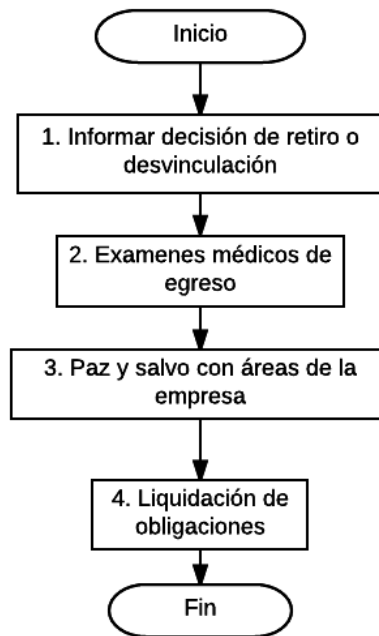 Inicio
1. Informar decisión de retiro o
desvinculación
2. Examenes médicos de
egreso
3. Paz y salvo con áreas de la
empresa
4. Liquidación de
obligaciones
Fin